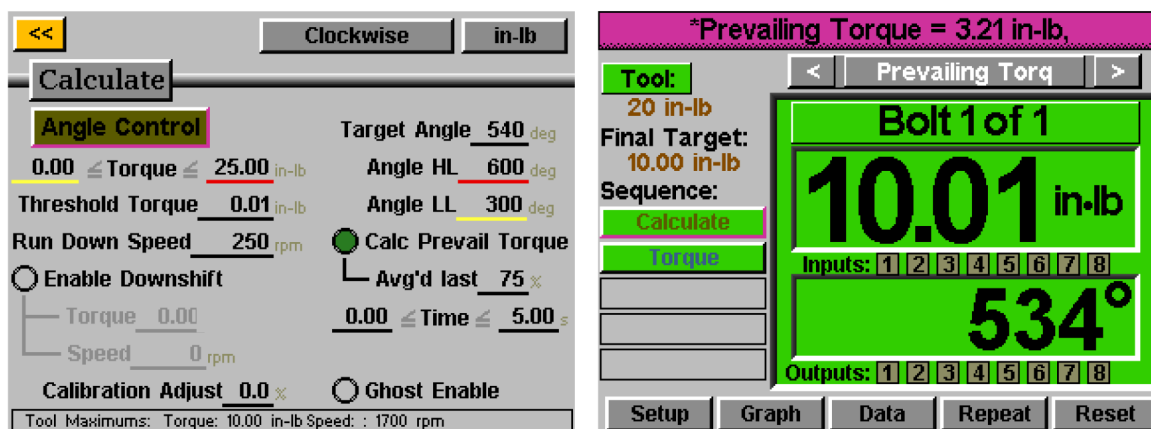 << Clockwise in-lb
Calculate
Angle Control
Target Angle 540 deg
0.00 ≤ Torque ≤ 25.00 in-lb
Angle HL 600 deg
Threshold Torque 0.01 in-lb
Angle LL 300 deg
Run Down Speed 250 rpm
Calc Prevail Torque
Enable Downshift
Avg'd last 75 %
Torque 0.00
0.00 ≤ Time ≤ 5.00 s
Speed 0 rpm
Calibration Adjust 0.0 %
Ghost Enable
Tool Maximums: Torque: 10.00 in-lb Speed: : 1700 rpm
*Prevailing Torque = 3.21 in-lb,
Tool:
20 in-lb
Final Target:
10.00 in-lb
Sequence:
Calculate
Torque
< Prevailing Torq >
Bolt 1 of 1
10.01 in•lb
Inputs: 1 2 3 4 5 6 7 8
534°
Outputs: 1 2 3 4 5 6 7 8
Setup Graph Data Repeat Reset